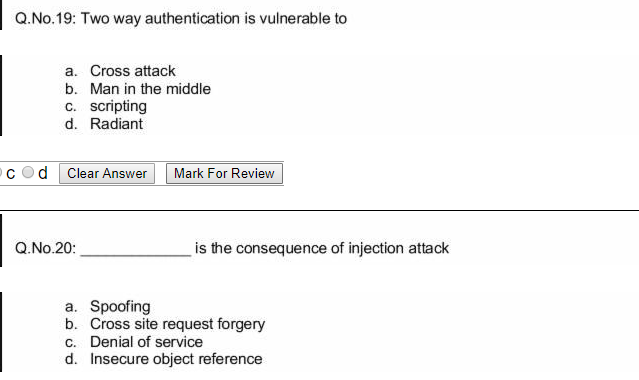 Q.No.19: Two way authentication is vulnerable to
a. Cross attack
b. Man in the middle
c. scripting
d. Radiant
c d Clear Answer Mark For Review
Q.No.20: ____________ is the consequence of injection attack
a. Spoofing
b. Cross site request forgery
c. Denial of service
d. Insecure object reference